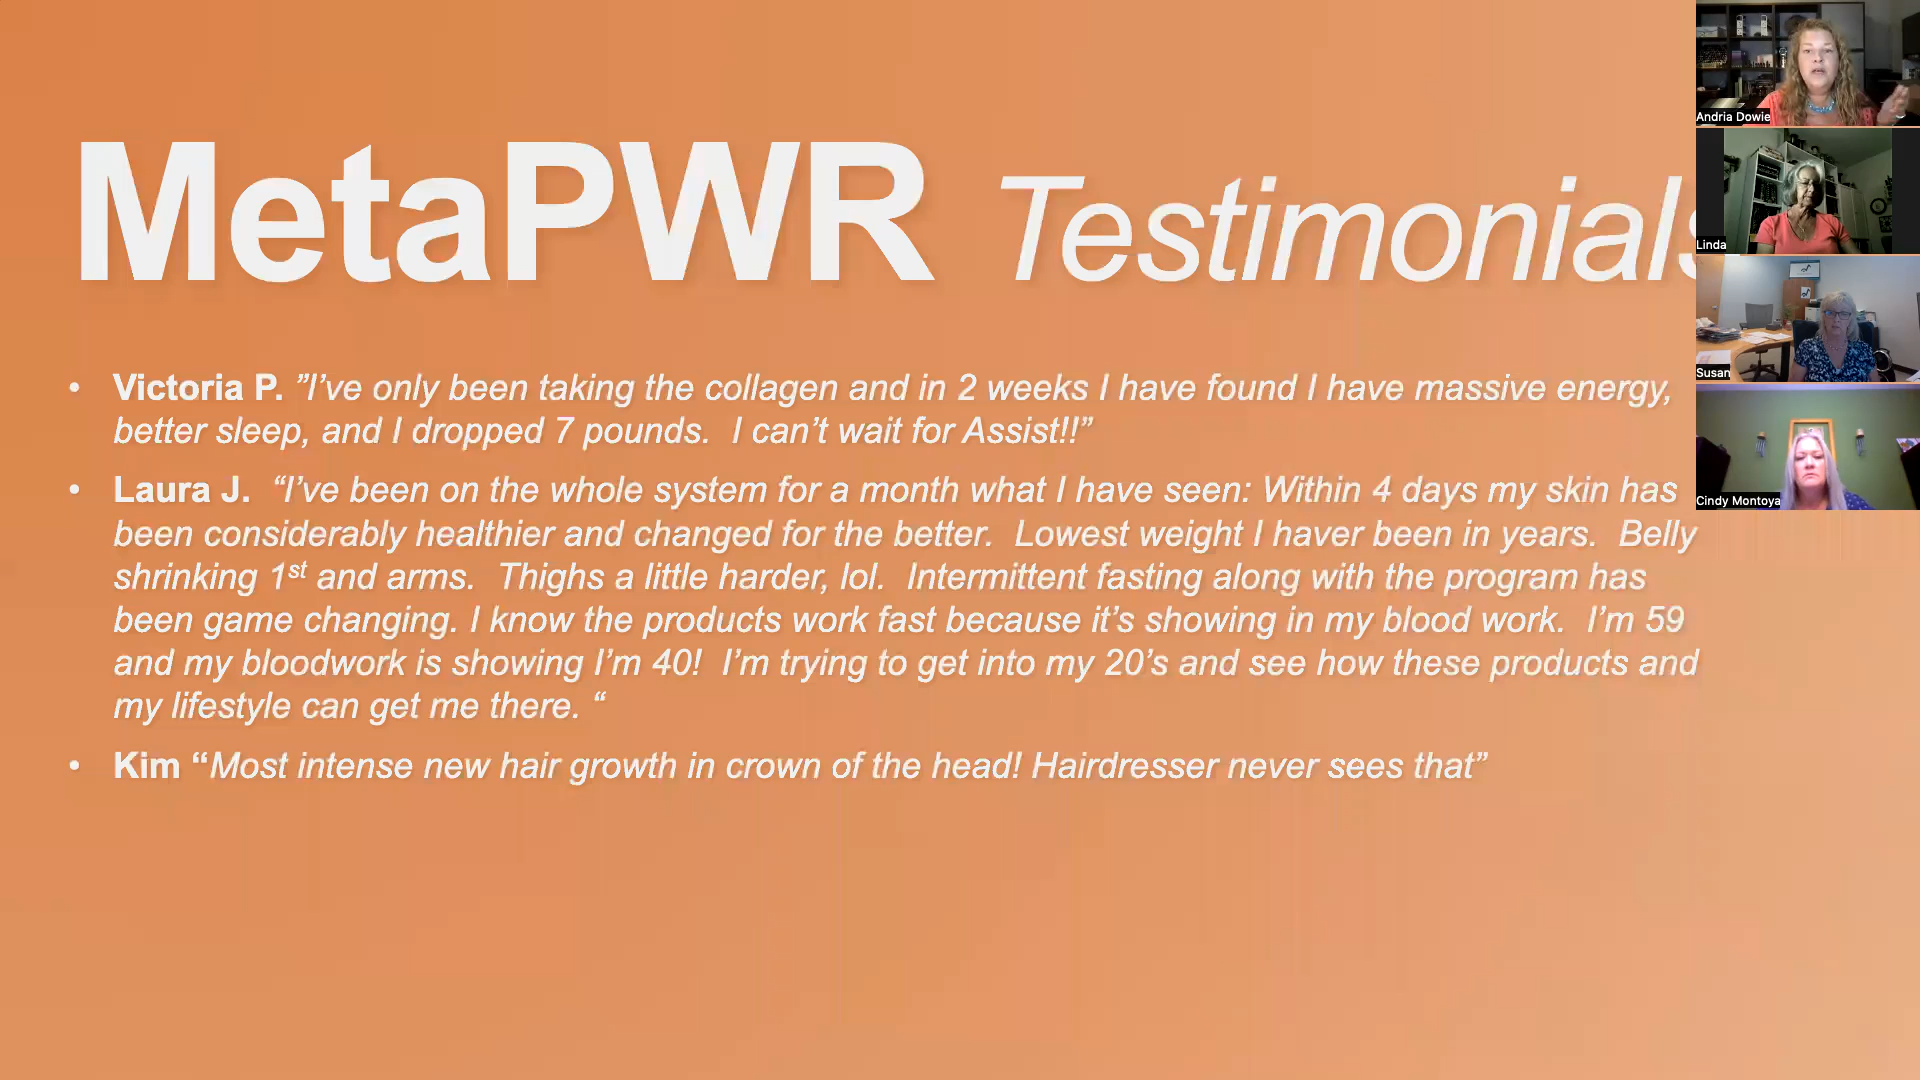 MetaPWR Testimonials
• Victoria P. ”I’ve only been taking the collagen and in 2 weeks I have found I have massive energy,
better sleep, and I dropped 7 pounds.  I can’t wait for Assist!!”
• Laura J.  “I’ve been on the whole system for a month what I have seen: Within 4 days my skin has
been considerably healthier and changed for the better.  Lowest weight I haver been in years.  Belly
shrinking 1st and arms.  Thighs a little harder, lol.  Intermittent fasting along with the program has
been game changing. I know the products work fast because it’s showing in my blood work.  I’m 59
and my bloodwork is showing I’m 40!  I’m trying to get into my 20’s and see how these products and
my lifestyle can get me there. “
• Kim “Most intense new hair growth in crown of the head! Hairdresser never sees that”
Andria Dowie
Linda
Susan
Cindy Montoya